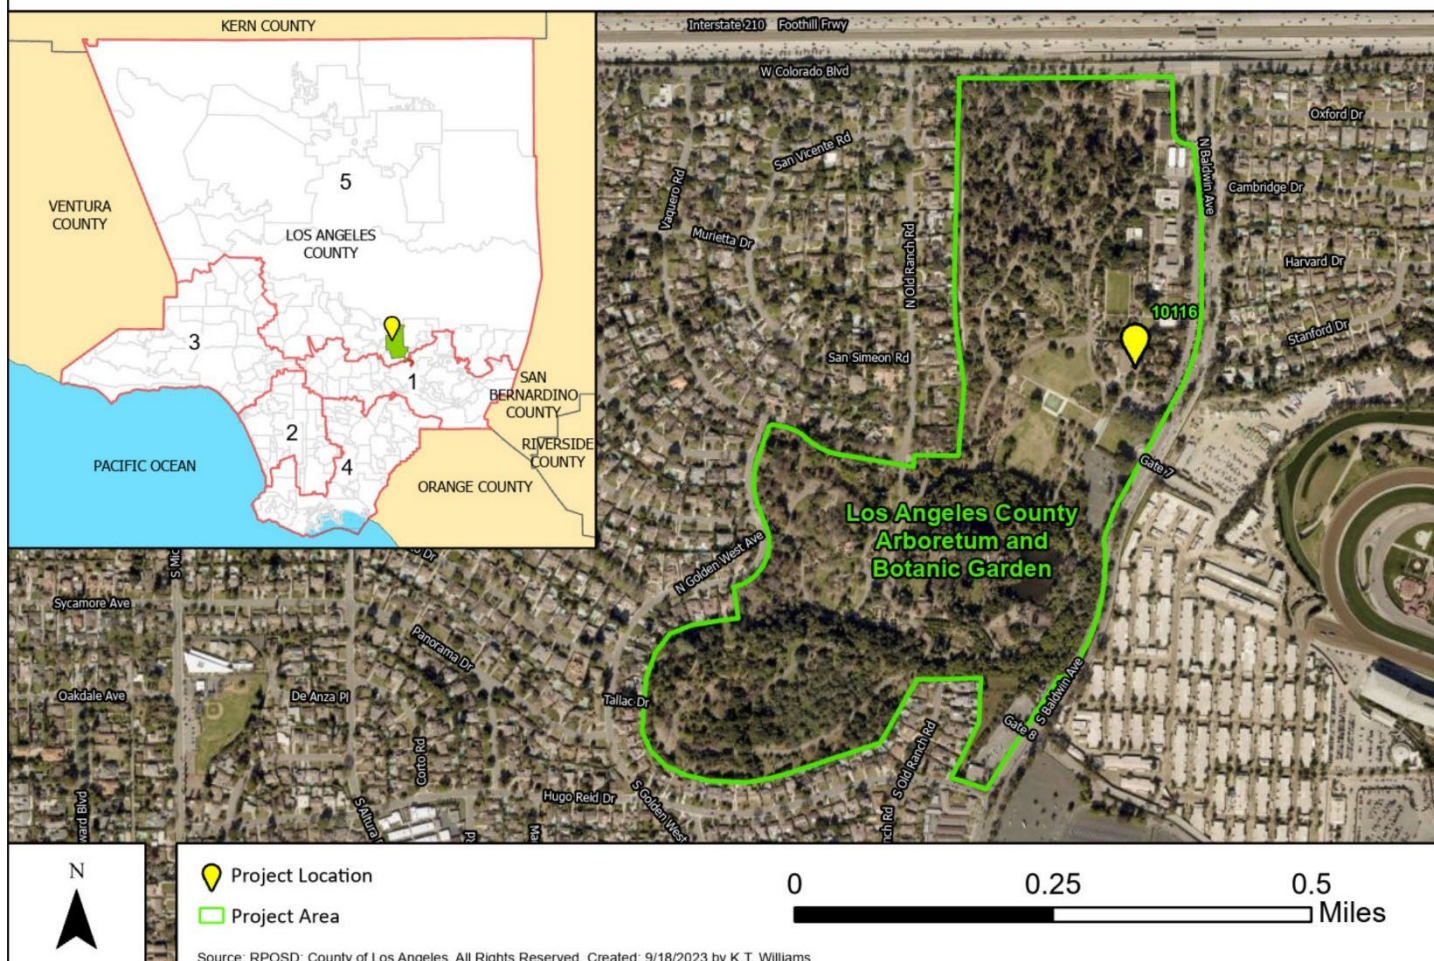 KERN COUNTY
5
VENTURA
COUNTY
LOS ANGELES
COUNTY
3
1
SAN
BERNARDINO
COUNTY
2
RIVERSIDE
COUNTY
4
PACIFIC OCEAN
ORANGE COUNTY
Interstate 210 Foothill Frwy
W Colorado Blvd
Oxford Dr
San Vicente Rd
N Baldwin Ave
Vaquero Rd
Cambridge Dr
Murietta Dr
N Old Ranch Rd
Harvard Dr
10116
Stanford Dr
San Simeon Rd
Gate 7
Los Angeles County
Arboretum and
Botanic Garden
N Golden West Ave
Sycamore Ave
Panorama Dr
Oakdale Ave
De Anza Pl
Tallac Dr
S Baldwin Ave
Gate 8
S Old Ranch Rd
Corto Rd
Hugo Reid Dr
S Golden West
S Altura
N
Project Location
Project Area
0 0.25 0.5
Miles
Source: RPOSD; County of Los Angeles, All Rights Reserved, Created: 9/18/2023 by K.T. Williams